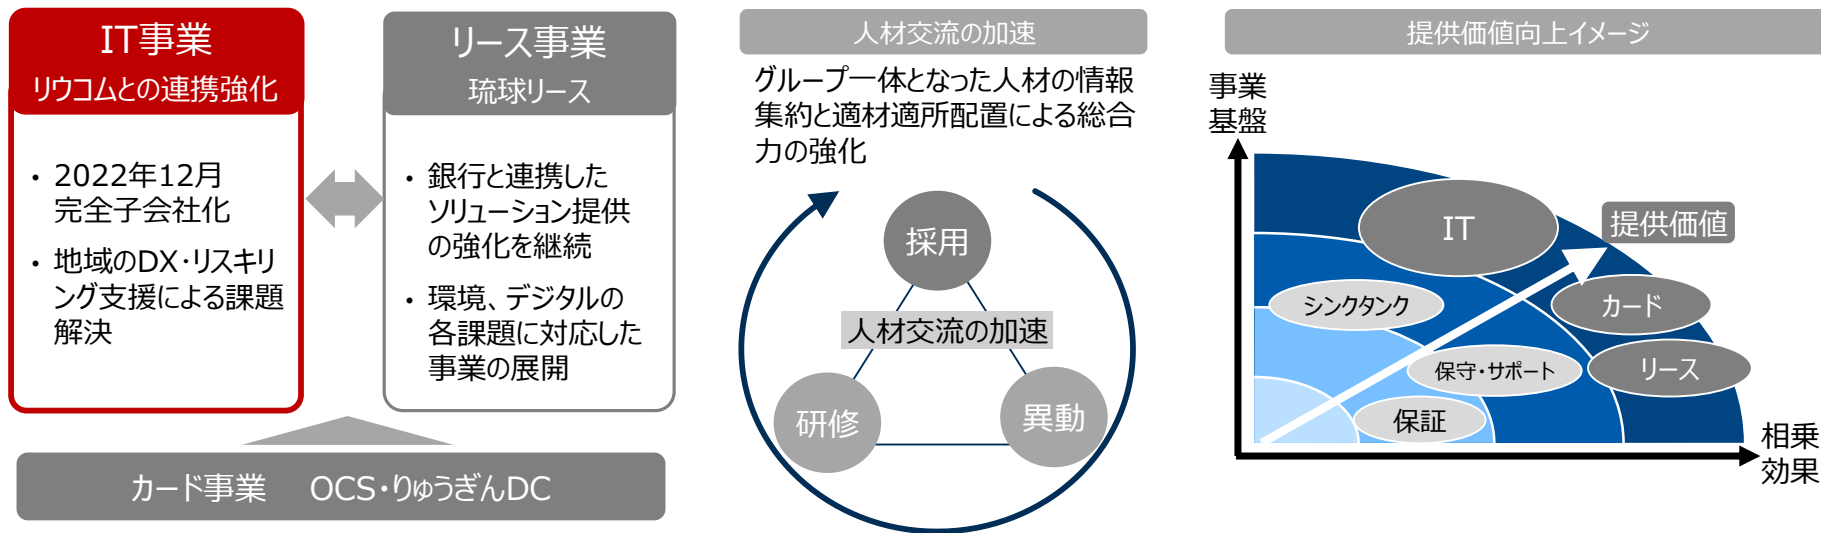 IT事業
リウコムとの連携強化
・2022年12月
完全子会社化
・地域のDX・リスキリ
ング支援による課題
解決
リース事業
琉球リース
・銀行と連携した
ソリューション提供
の強化を継続
・環境、デジタルの
各課題に対応した
事業の展開
カード事業 OCS・りゅうぎんDC
人材交流の加速
グループ一体となった人材の情報
集約と適材適所配置による総合
力の強化
採用
人材交流の加速
研修
異動
提供価値向上イメージ
事業
基盤
IT
提供価値
シンクタンク
カード
保守・サポート
リース
保証
相乗
効果